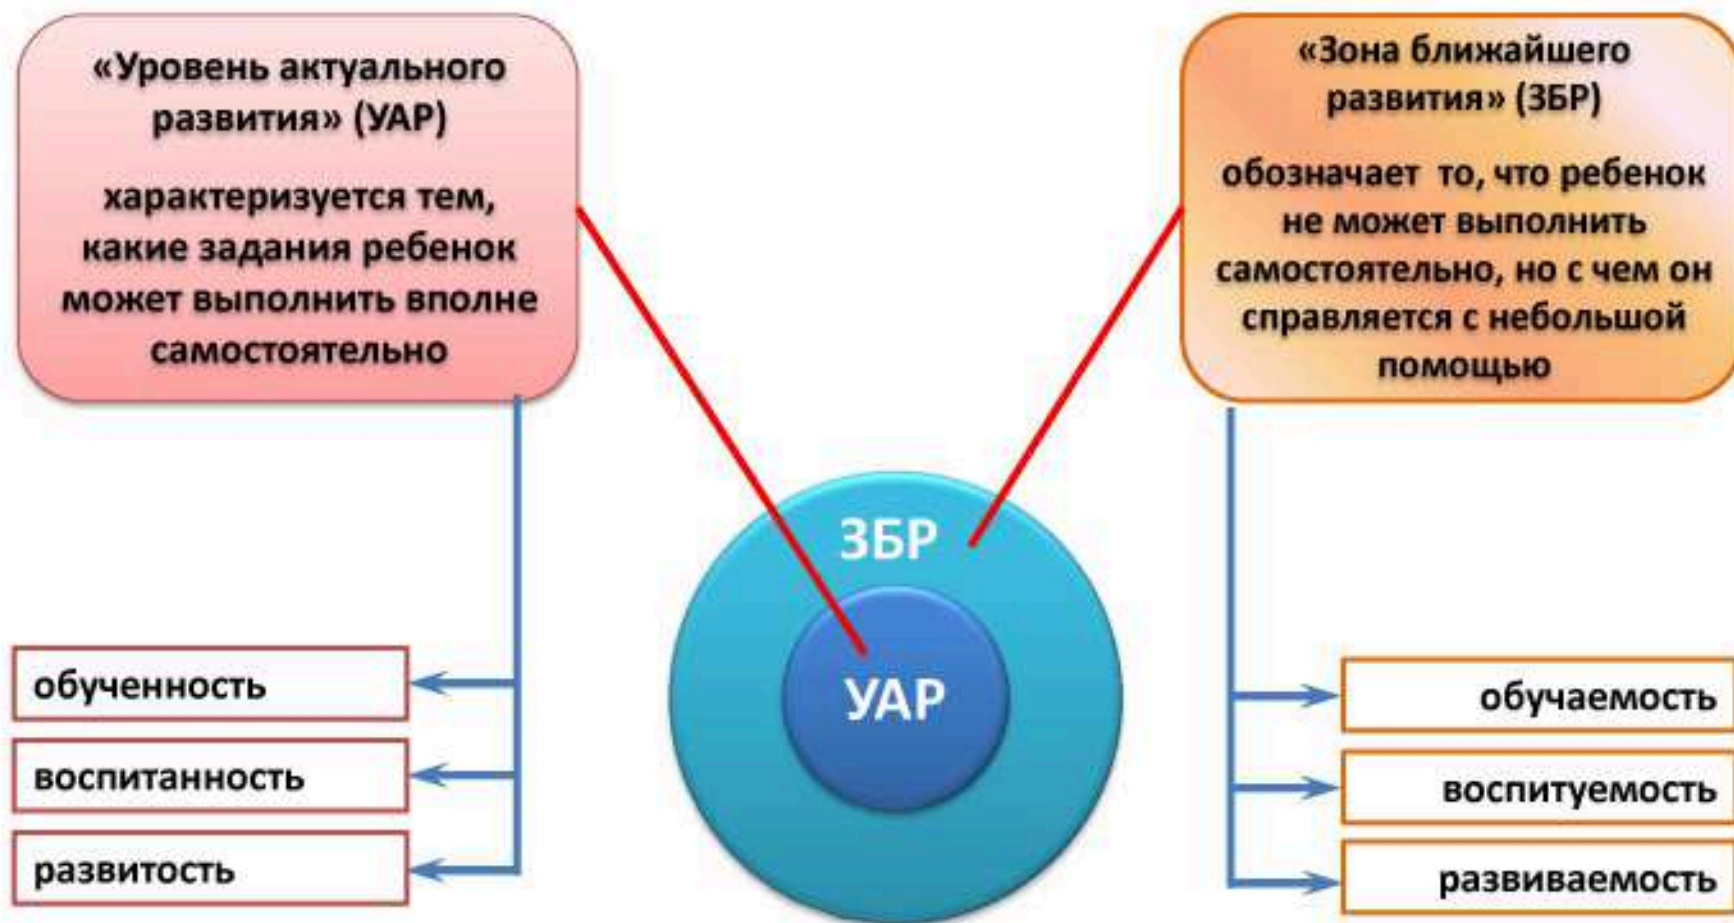 «Уровень актуального
развития» (УАР)
характеризуется тем,
какие задания ребенок
может выполнить вполне
самостоятельно
«Зона ближайшего
развития» (ЗБР)
обозначает то, что ребенок
не может выполнить
самостоятельно, но с чем он
справляется с небольшой
помощью
ЗБР
УАР
обученность
воспитанность
развитость
обучаемость
воспитуемость
развиваемость